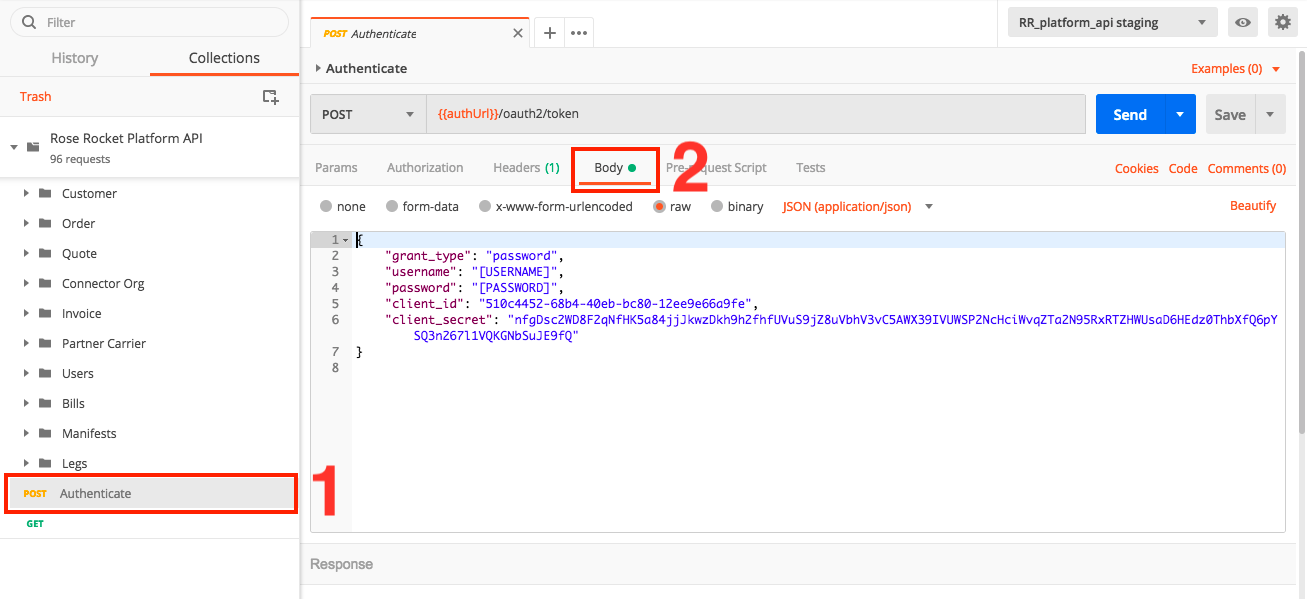 Filter
History Collections
Trash
Rose Rocket Platform API
96 requests
Customer
Order
Quote
Connector Org
Invoice
Partner Carrier
Users
Bills
Manifests
Legs
POST Authenticate
GET
1
POST Authenticate
RR_platform_api staging
Authenticate
Examples (0)
POST {{authUrl}}/oauth2/token Send Save
Params Authorization Headers (1) Body 2 Pre-request Script Tests Cookies Code Comments (0)
none form-data x-www-form-urlencoded raw binary JSON (application/json) Beautify
1 {
2 "grant_type": "password",
3 "username": "[USERNAME]",
4 "password": "[PASSWORD]",
5 "client_id": "510c4452-68b4-40eb-bc80-12ee9e66a9fe",
6 "client_secret": "nfgDsc2WD8F2qNfHK5a84jjJkwzDkh9h2fhfUVuS9jZ8uVbhV3vC5AWX39IVUWSP2NcHciWvqZTa2N95RxRTZHWUsaD6HEdz0ThbXfQ6pY
SQ3n267l1VQKGNbSuJE9fQ"
7 }
8
Response